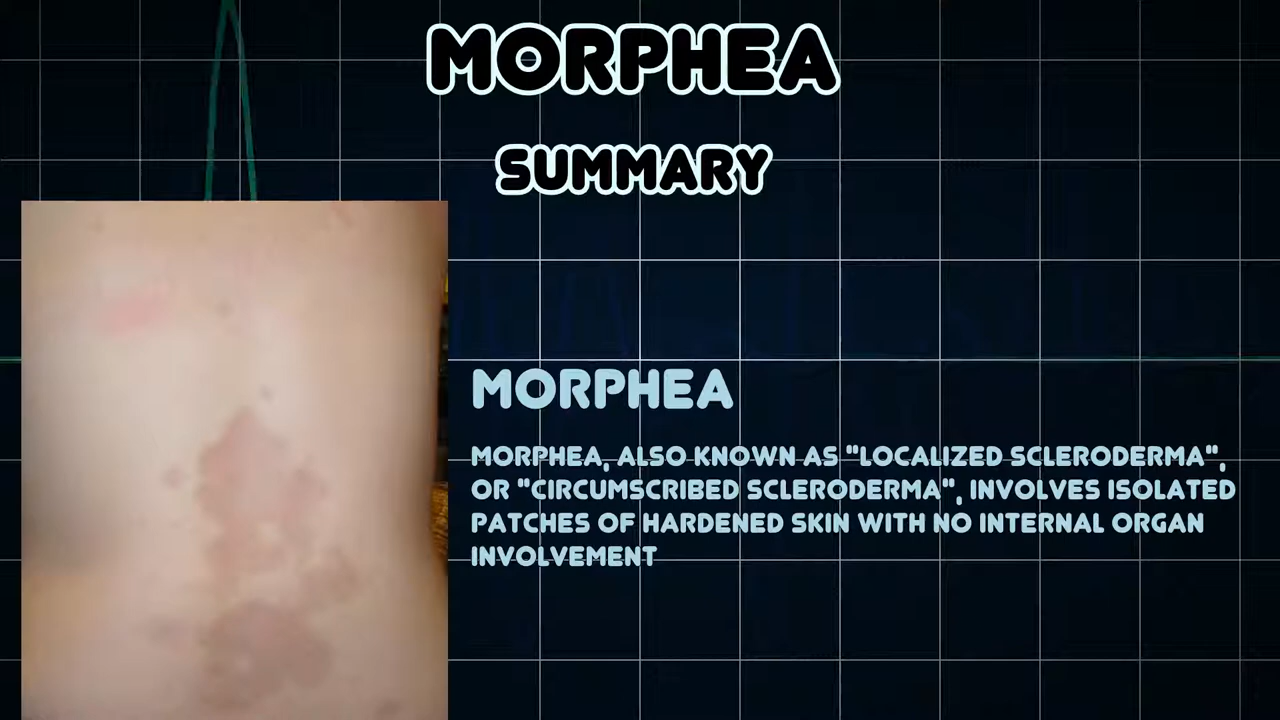 MORPHEA
SUMMARY
MORPHEA
MORPHEA, ALSO KNOWN AS "LOCALIZED SCLERODERMA",
OR "CIRCUMSCRIBED SCLERODERMA", INVOLVES ISOLATED
PATCHES OF HARDENED SKIN WITH NO INTERNAL ORGAN
INVOLVEMENT